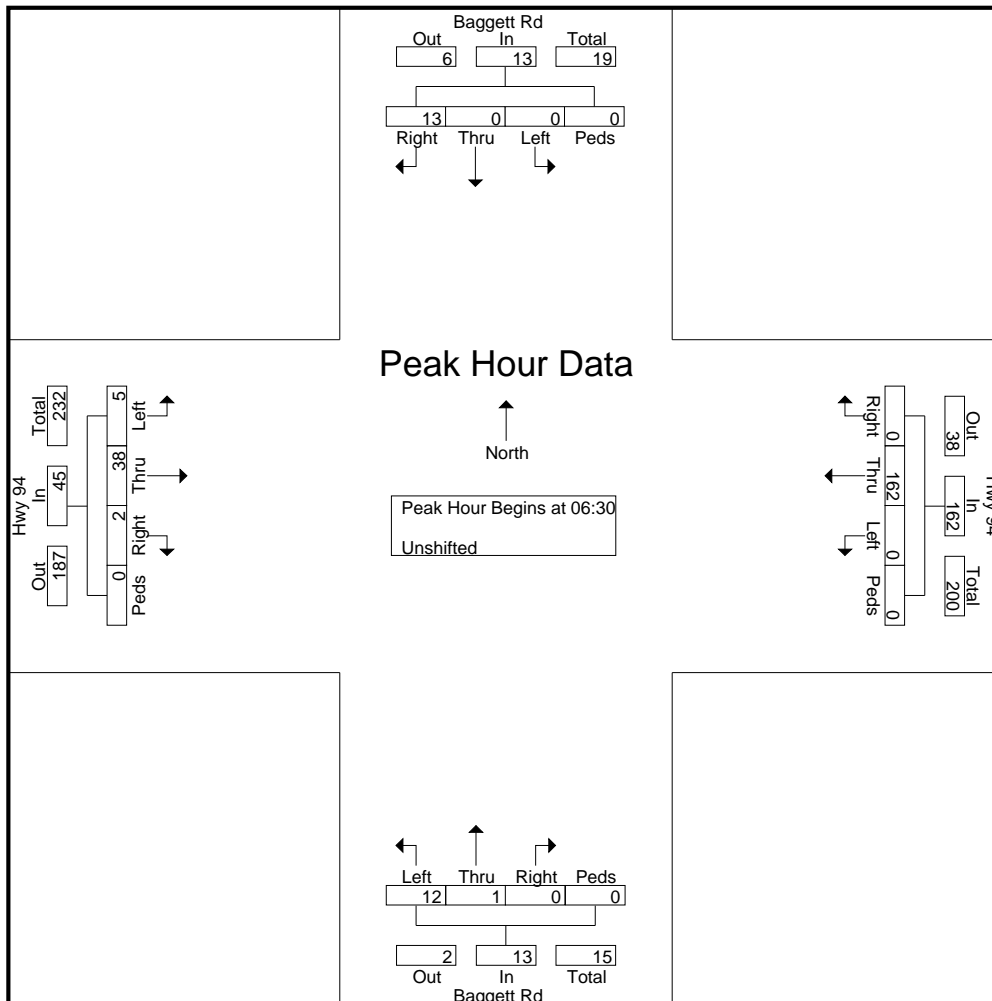 Baggett Rd
Out In Total
6 13 19
13 0 0 0
Right Thru Left Peds
Peak Hour Data
North
Peak Hour Begins at 06:30
Unshifted
Hwy 94
Total In Out
232 45 187
5 38 2 0
Left Thru Right Peds
Right Thru Left Peds
0 162 0 0
Out In Total
38 162 200
Hwy 94
Left Thru Right Peds
12 1 0 0
2 13 15
Out In Total
Baggett Rd